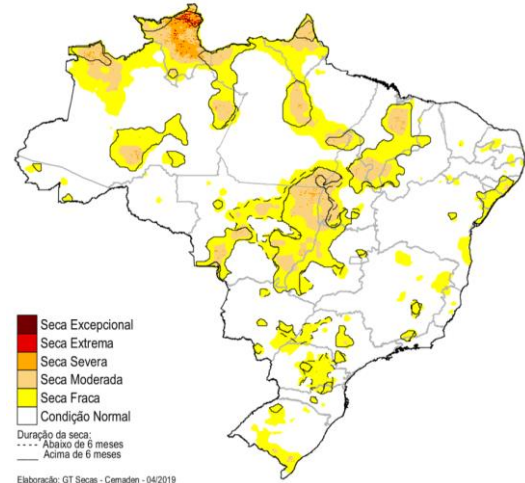 Seca Excepcional
Seca Extrema
Seca Severa
Seca Moderada
Seca Fraca
Condição Normal
Duração da seca:
Abaixo de 6 meses
Acima de 6 meses
Elaboração: GT Secas - Cemaden - 04/2019